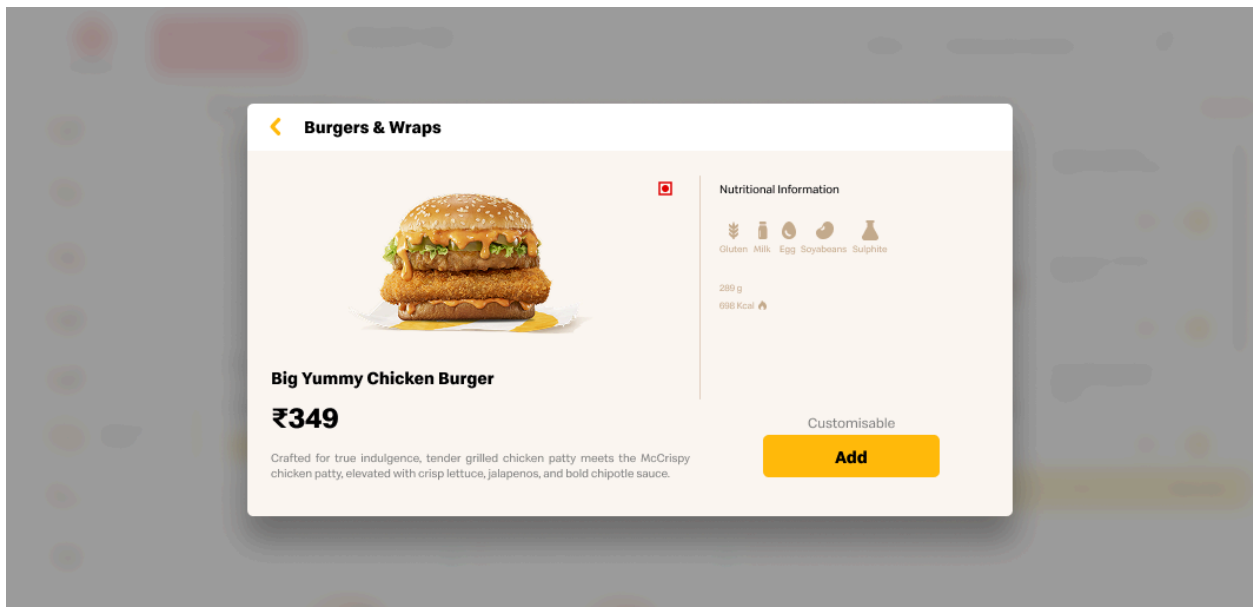 Burgers & Wraps
Nutritional Information
Gluten Milk Egg Soyabeans Sulphite
289 g
698 Kcal
Big Yummy Chicken Burger
₹349
Crafted for true indulgence, tender grilled chicken patty meets the McCrispy
chicken patty, elevated with crisp lettuce, jalapenos, and bold chipotle sauce.
Customisable
Add